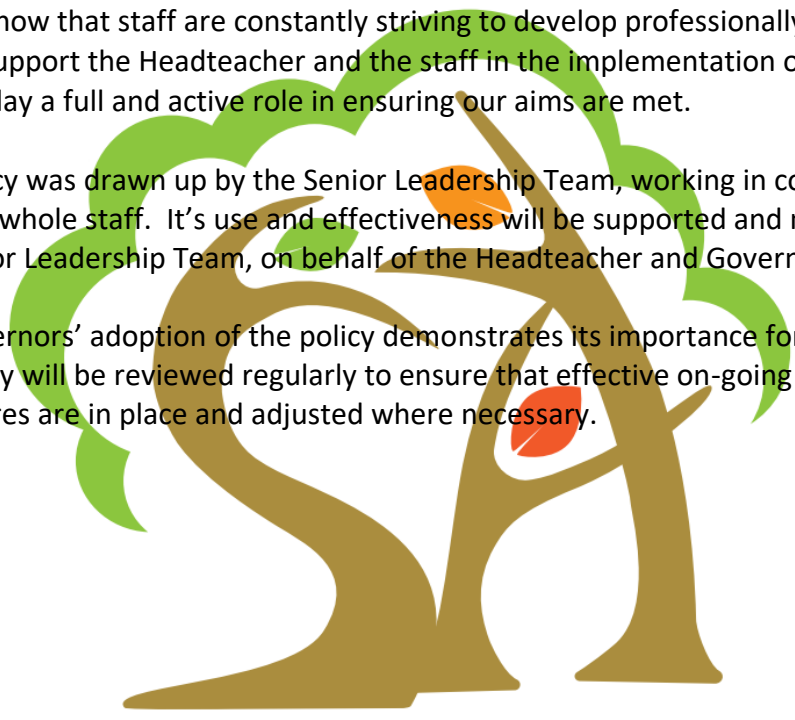 now that staff are constantly striving to develop professionally
upport the Headteacher and the staff in the implementation o
lay a full and active role in ensuring our aims are met.
cy was drawn up by the Senior Leadership Team, working in co
whole staff. It's use and effectiveness will be supported and
or Leadership Team, on behalf of the Headteacher and Govern
ernors’ adoption of the policy demonstrates its importance for
y will be reviewed regularly to ensure that effective on-going
res are in place and adjusted where necessary.